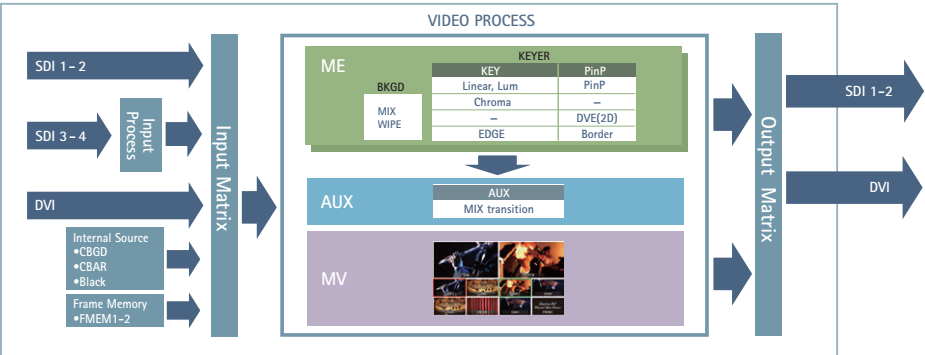 VIDEO PROCESS
SDI 1-2
SDI 3-4
Input
Process
DVI
Internal Source
•CBGD
•CBAR
•Black
Frame Memory
•FMEM1-2
Input Matrix
ME
KEYER
BKGD
MIX
WIPE
KEY PinP
Linear, Lum PinP
Chroma –
– DVE(2D)
EDGE Border
AUX
AUX
MIX transition
MV
Output Matrix
SDI 1-2
DVI